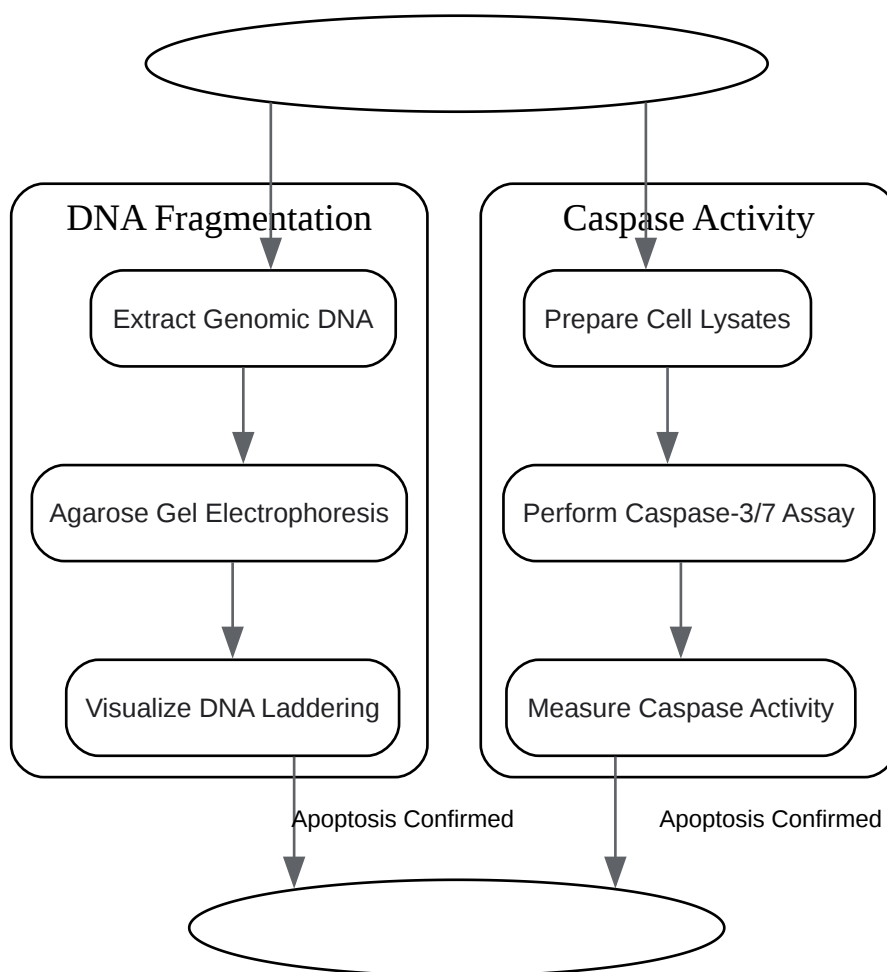 DNA Fragmentation
Extract Genomic DNA
Agarose Gel Electrophoresis
Visualize DNA Laddering
Apoptosis Confirmed
Caspase Activity
Prepare Cell Lysates
Perform Caspase-3/7 Assay
Measure Caspase Activity
Apoptosis Confirmed